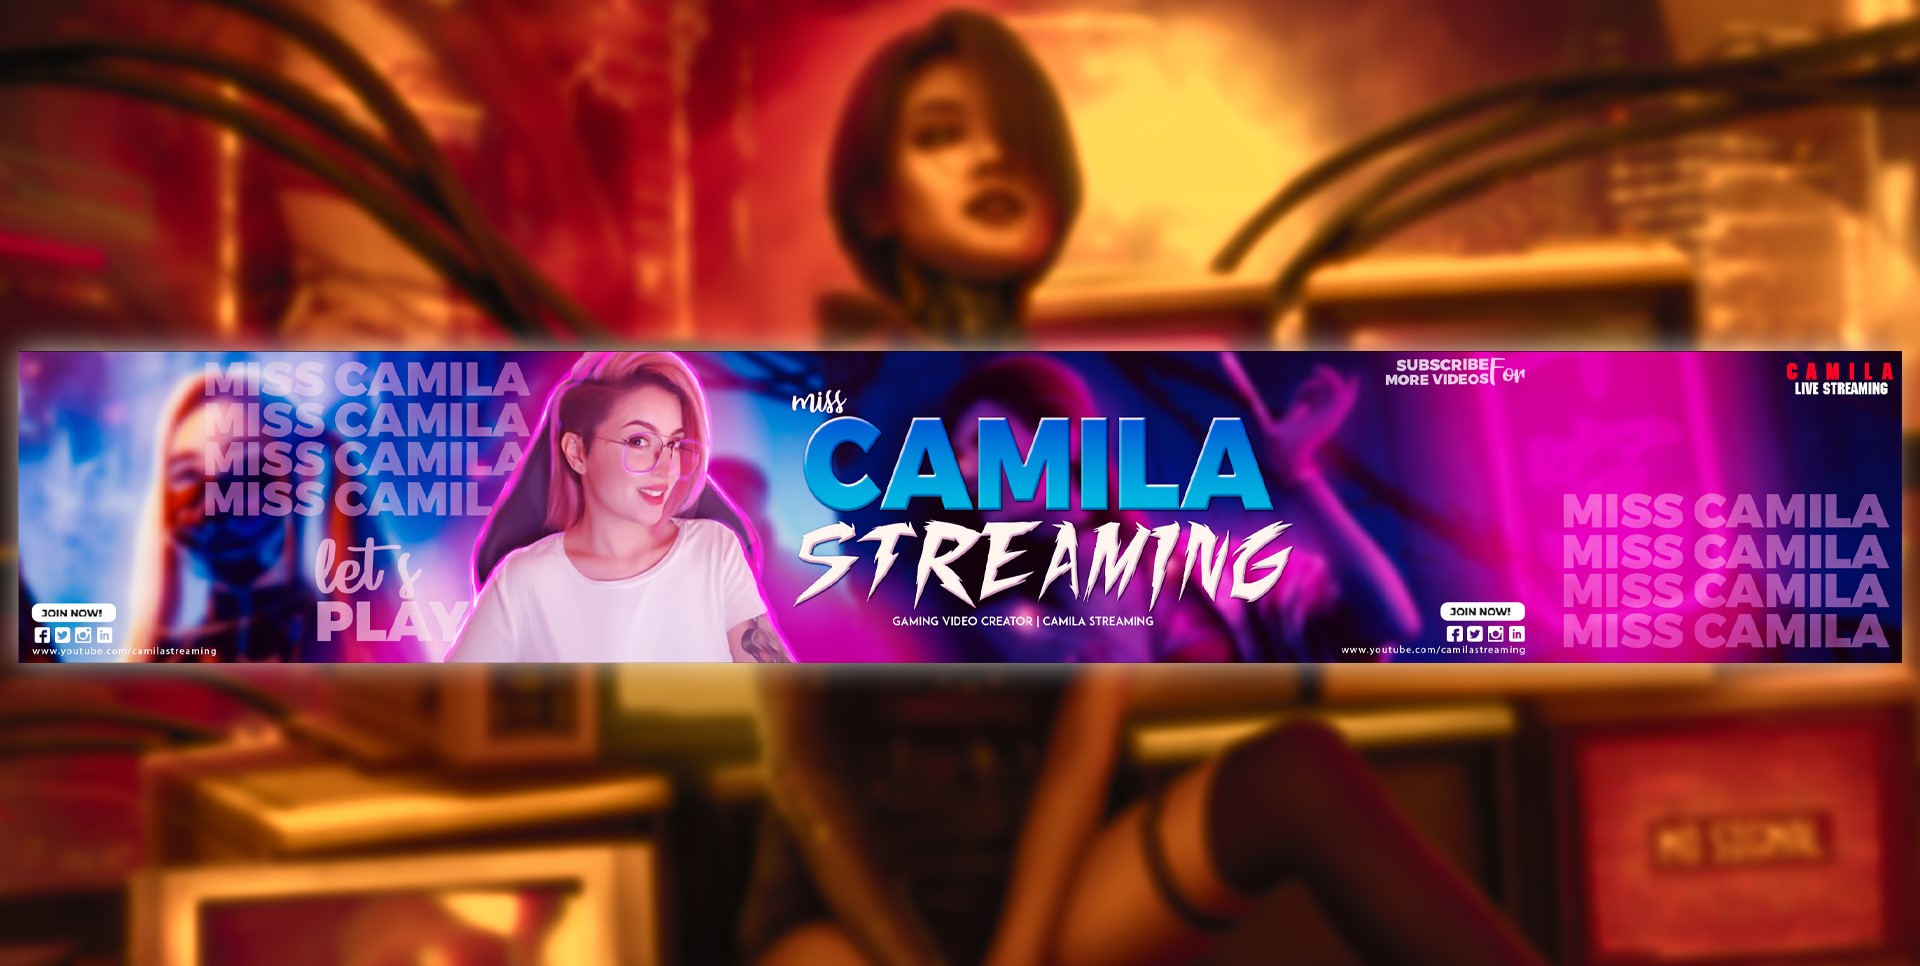 MISS CAMILA
MISS CAMILA
MISS CAMILA
MISS CAMIL
let's
PLAY
JOIN NOW!
www.youtube.com/camilastreaming
miss
CAMILA
STREAMING
GAMING VIDEO CREATOR | CAMILA STREAMING
SUBSCRIBE For
MORE VIDEOS
JOIN NOW!
www.youtube.com/camilastreaming
CAMILA
LIVE STREAMING
MISS CAMILA
MISS CAMILA
MISS CAMILA
MISS CAMILA
NO SIGNAL